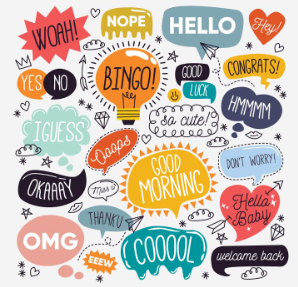 WOAH!
NOPE
HELLO
Hey!
YES
NO
BINGO!
GOOD
LUCK
CONGRATS!
HMMMM
I GUESS
so cute!
Ooops
DON'T WORRY!
OKAAAY
Miss u
GOOD
MORNING
Hello
Baby
THANK U
OMG
EEEW
COOOOL
welcome back